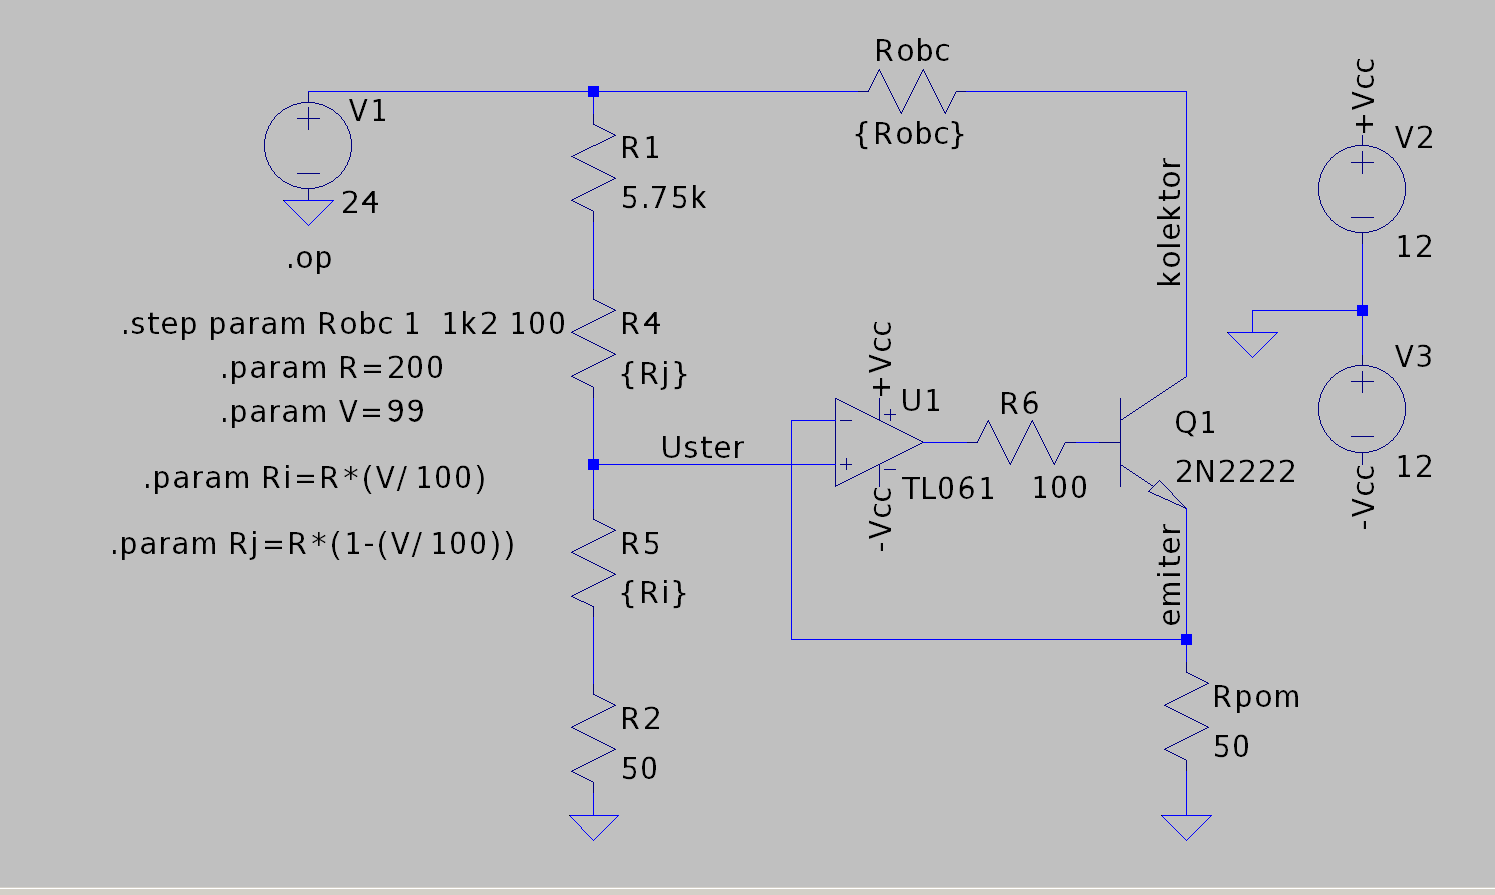 Robc
{Robc}
V1
24
.op
R1
5.75k
.step param Robc 1  1k2 100
.param R=200
.param V=99
.param Ri=R*(V/100)
.param Rj=R*(1-(V/100))
R4
{Rj}
Uster
R5
{Ri}
R2
50
+Vcc
U1
-Vcc
TL061
R6
100
kolektor
Q1
2N2222
emiter
Rpom
50
+Vcc
V2
12
V3
12
-Vcc